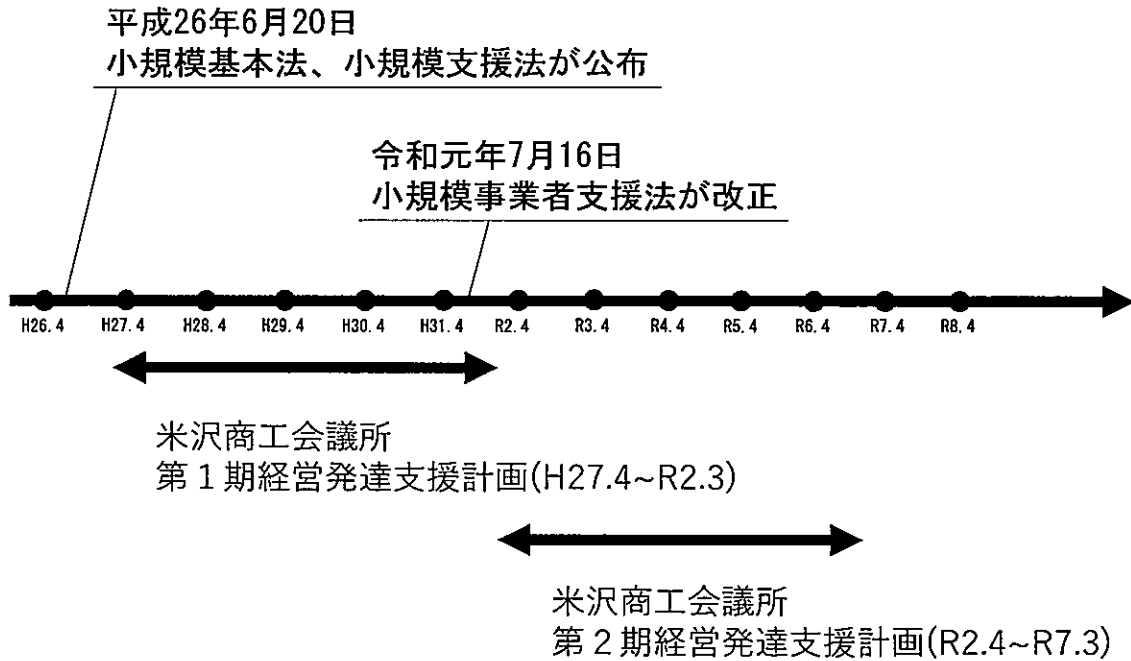 平成26年6月20日
小規模基本法、小規模支援法が公布
令和元年7月16日
小規模事業者支援法が改正
H26.4 H27.4 H28.4 H29.4 H30.4 H31.4 R2.4 R3.4 R4.4 R5.4 R6.4 R7.4 R8.4
米沢商工会議所
第1期経営発達支援計画(H27.4~R2.3)
米沢商工会議所
第2期経営発達支援計画(R2.4~R7.3)